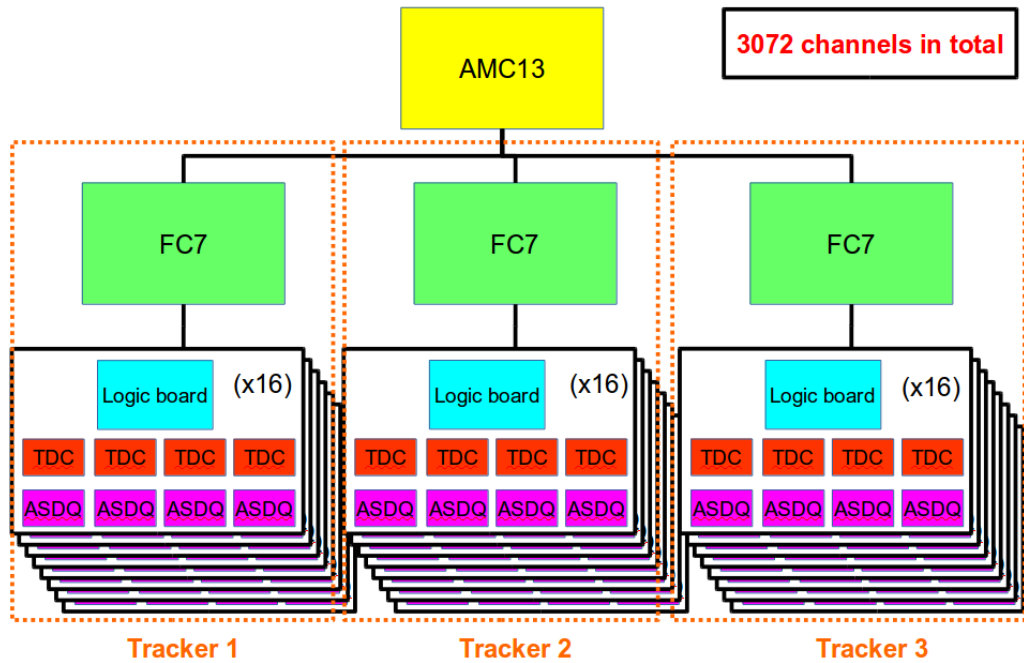 3072 channels in total
AMC13
FC7 FC7 FC7
Logic board (x16) Logic board (x16) Logic board (x16)
TDC TDC TDC TDC TDC TDC TDC TDC TDC TDC TDC TDC
ASDQ ASDQ ASDQ ASDQ ASDQ ASDQ ASDQ ASDQ ASDQ ASDQ ASDQ ASDQ
Tracker 1 Tracker 2 Tracker 3